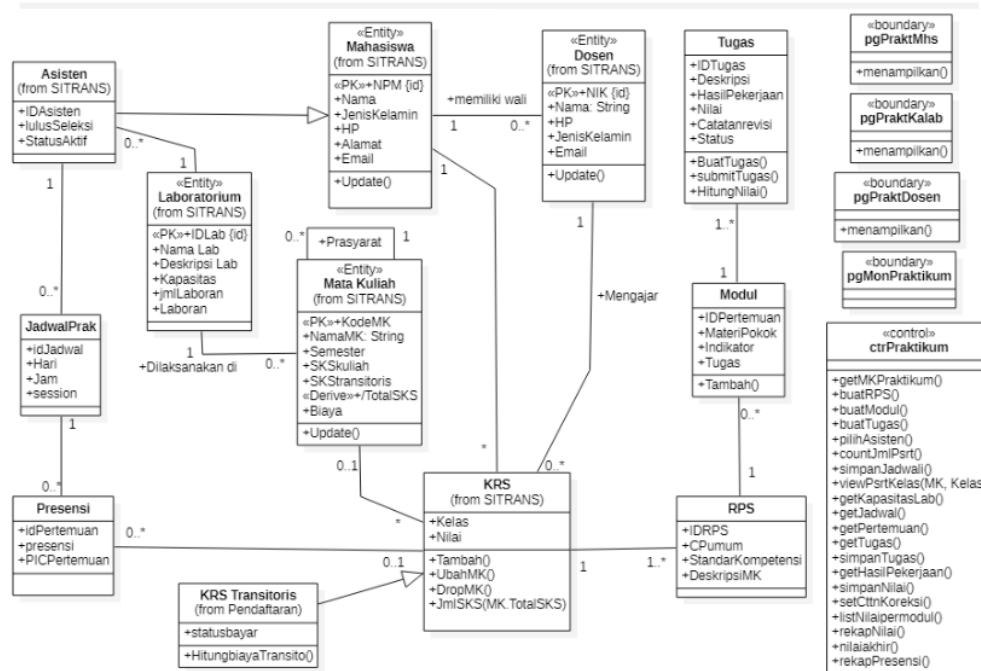 Asisten
(from SITRANS)
+IDAsisten
+lulusSeleksi
+StatusAktif
«Entity»
Mahasiswa
(from SITRANS)
«PK»+NPM {id}
+Nama
+JenisKelamin
+HP
+Alamat
+Email
+Update()
+memiliki wali
1
0..*
«Entity»
Dosen
(from SITRANS)
«PK»+NIK {id}
+Nama: String
+HP
+JenisKelamin
+Email
+Update()
Tugas
+IDTugas
+Deskripsi
+HasilPekerjaan
+Nilai
+Catatanrevisi
+Status
+BuatTugas()
+submitTugas()
+HitungNilai()
«boundary»
pgPraktMhs
+menampilkan()
«boundary»
pgPraktKalab
+menampilkan()
«boundary»
pgPraktDosen
+menampilkan()
«boundary»
pgMonPraktikum
0..*
1
1
«Entity»
Laboratorium
(from SITRANS)
«PK»+IDLab {id}
+Nama Lab
+Deskripsi Lab
+Kapasitas
+jmlLaboran
+Laboran
1
+Dilaksanakan di
0..*
0..*
+Prasyarat
1
«Entity»
Mata Kuliah
(from SITRANS)
«PK»+KodeMK
+NamaMK: String
+Semester
+SKSkuliah
+SKStransitoris
«Derive»+/TotalSKS
+Biaya
+Update()
1
*
1
+Mengajar
0..*
1..*
1
Modul
+IDPertemuan
+MateriPokok
+Indikator
+Tugas
+Tambah()
0..*
1
0..*
JadwalPrak
+idJadwal
+Hari
+Jam
+session
1
0..*
Presensi
+idPertemuan
+presensi
+PICPertemuan
0..*
0..1
0..1
*
KRS
(from SITRANS)
+Kelas
+Nilai
+Tambah()
+UbahMK()
+DropMK()
+JmlSKS(MK.TotalSKS)
1
1..*
RPS
+IDRPS
+CPumum
+StandarKompetensi
+DeskripsiMK
KRS Transitoris
(from Pendaftaran)
+statusbayar
+HitungbiayaTransito()
«control»
ctrPraktikum
+getMKPraktikum()
+buatRPS()
+buatModul()
+buatTugas()
+pilihAsisten()
+countJmlPsrt()
+simpanJadwali()
+viewPsrtKelas(MK, Kelas
+getKapasitasLab()
+getJadwal()
+getPertemuan()
+getTugas()
+simpanTugas()
+getHasilPekerjaan()
+simpanNilai()
+setCttnKoreksi()
+listNilaipermodul()
+rekapNilai()
+nilaiakhir()
+rekapPresensi()